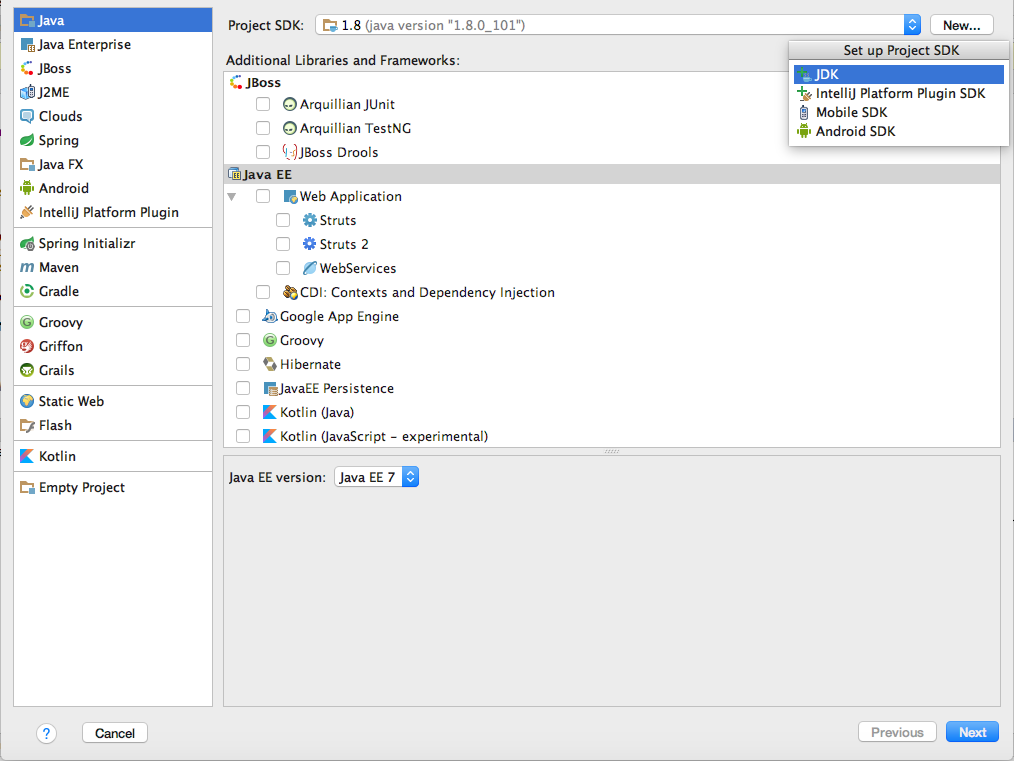 Java
Java Enterprise
JBoss
J2ME
Clouds
Spring
Java FX
Android
IntelliJ Platform Plugin
Spring Initializr
Maven
Gradle
Groovy
Griffon
Grails
Static Web
Flash
Kotlin
Empty Project
Project SDK: 1.8 (java version "1.8.0_101") New...
Set up Project SDK
JDK
IntelliJ Platform Plugin SDK
Mobile SDK
Android SDK
Additional Libraries and Frameworks:
JBoss
Arquillian JUnit
Arquillian TestNG
JBoss Drools
Java EE
Web Application
Struts
Struts 2
WebServices
CDI: Contexts and Dependency Injection
Google App Engine
Groovy
Hibernate
JavaEE Persistence
Kotlin (Java)
Kotlin (JavaScript - experimental)
Java EE version: Java EE 7
? Cancel Previous Next